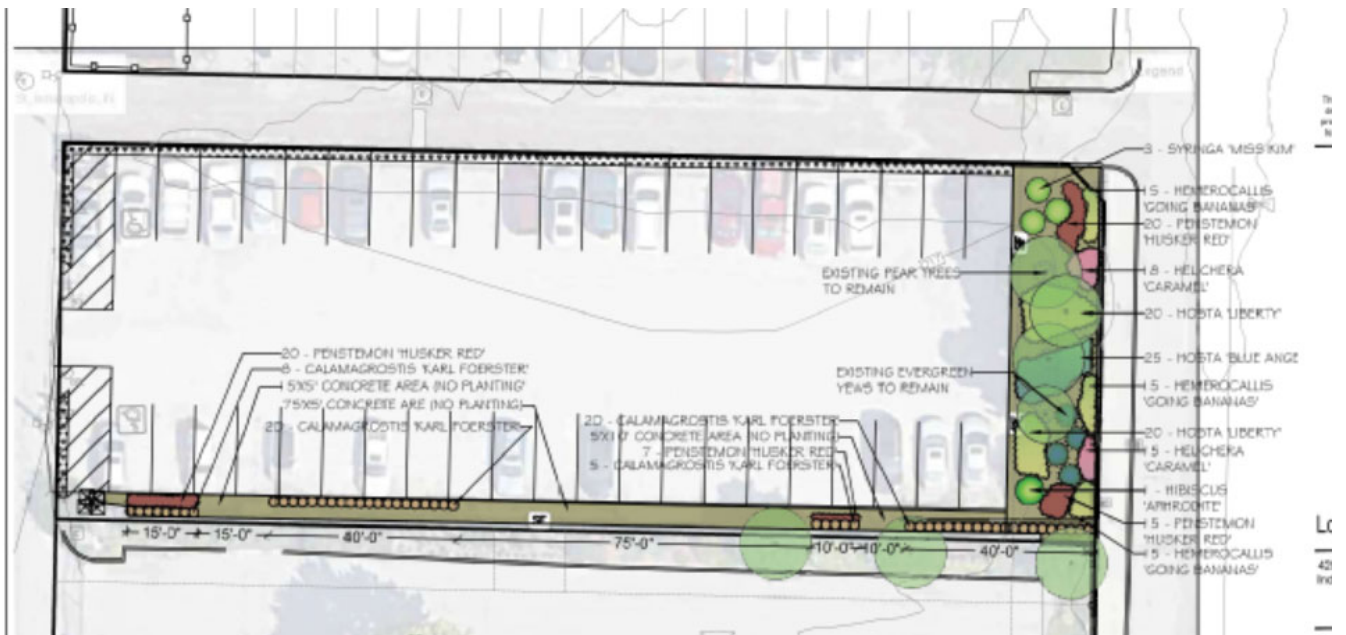 Legend
3 - SYRINGA 'MISS KIM'
15 - HEMEROCALLIS
'GOING BANANAS'
20 - PENSTEMON
'HUSKER RED'
EXISTING PEAR TREES
TO REMAIN
18 - HEUCHERA
'CARAMEL'
20 - HOSTA 'LIBERTY'
20 - PENSTEMON 'HUSKER RED'
8 - CALAMAGROSTIS 'KARL FOERSTER'
15'X5' CONCRETE AREA (NO PLANTING)
75'X5' CONCRETE ARE (NO PLANTING)
20 - CALAMAGROSTIS 'KARL FOERSTER'
25 - HOSTA 'BLUE ANGE
EXISTING EVERGREEN
YEWS TO REMAIN
15 - HEMEROCALLIS
'GOING BANANAS'
20 - CALAMAGROSTIS 'KARL FOERSTER'
5'X10' CONCRETE AREA (NO PLANTING)
7 - PENSTEMON 'HUSKER RED'
5 - CALAMAGROSTIS 'KARL FOERSTER'
20 - HOSTA 'LIBERTY'
15 - HEUCHERA
'CARAMEL'
1 - HIBISCUS
'APHRODITE'
15 - PENSTEMON
'HUSKER RED'
15 - HEMEROCALLIS
'GOING BANANAS'
15'-0" 15'-0" 40'-0" 75'-0" 10'-0" 10'-0" 40'-0"
Lo